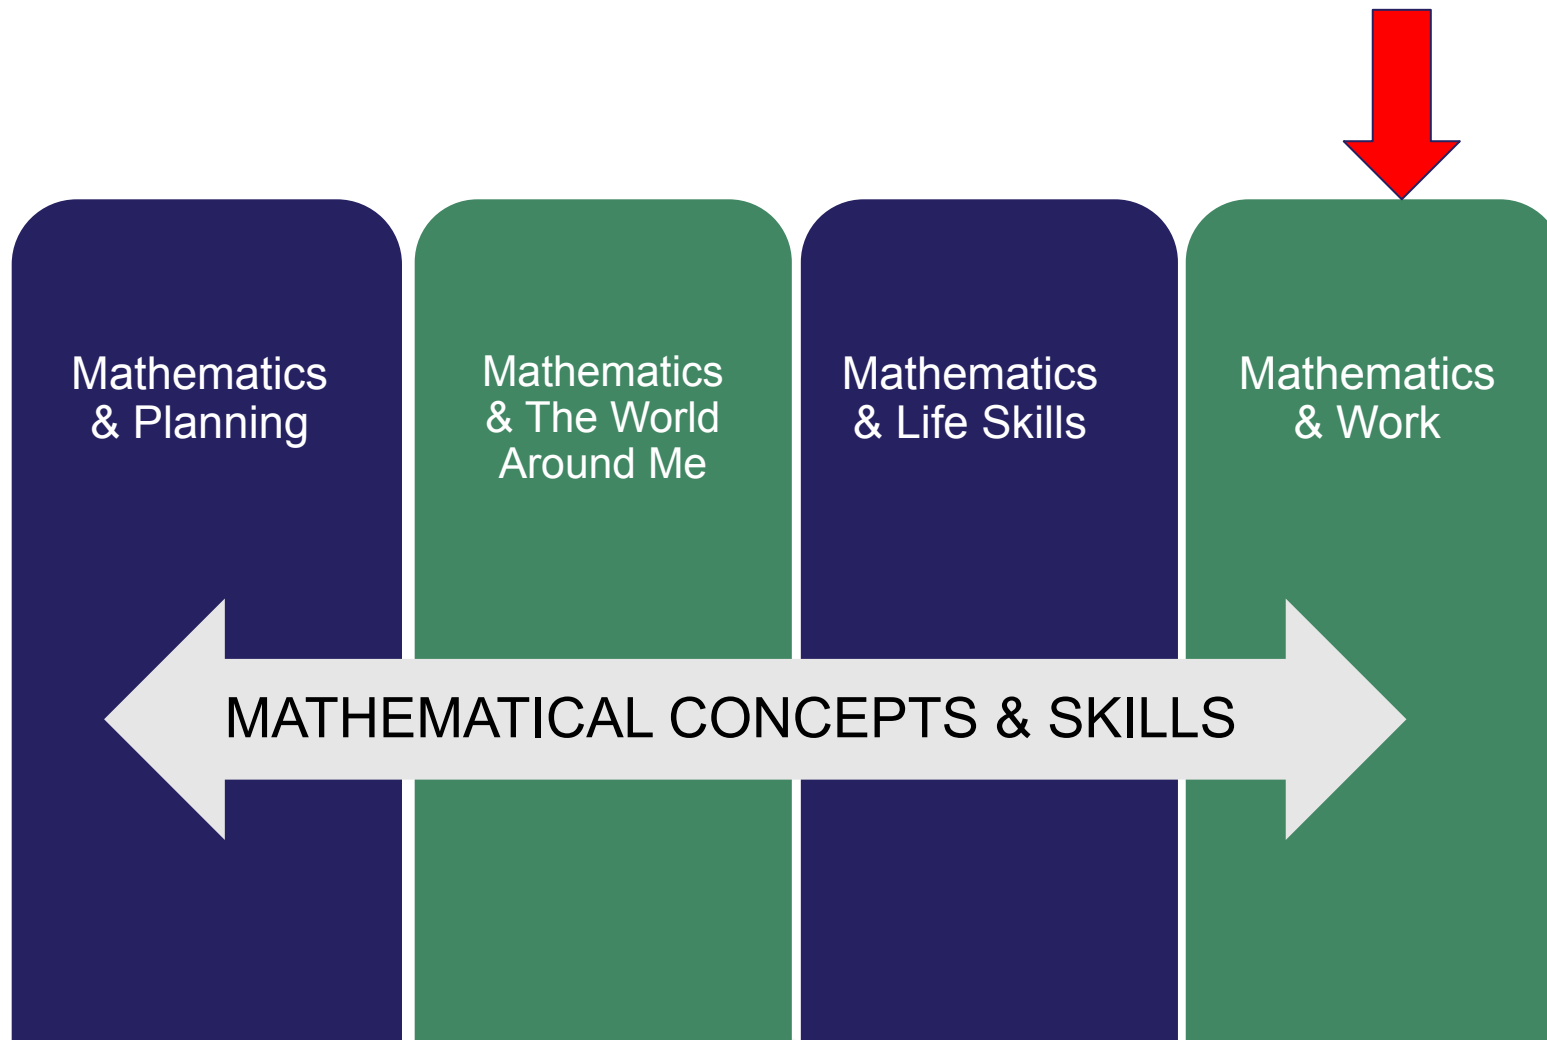 Mathematics
& Planning
Mathematics
& The World
Around Me
Mathematics
& Life Skills
Mathematics
& Work
MATHEMATICAL CONCEPTS & SKILLS